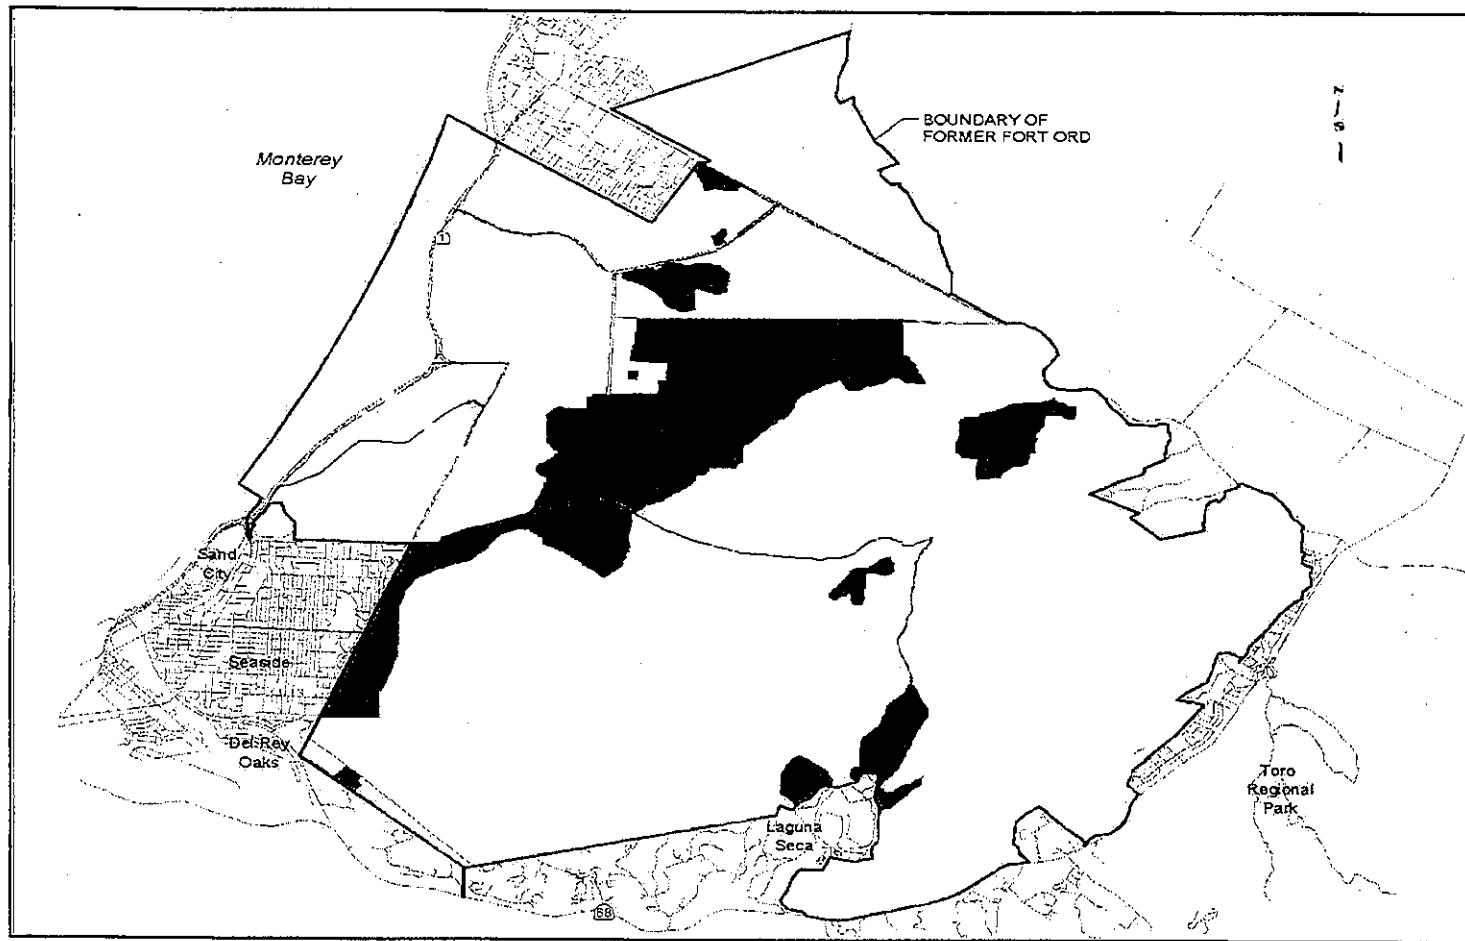 BOUNDARY OF
FORMER FORT ORD
Monterey
Bay
1
Sand
City
Seaside
Del Rey
Oaks
Toro
Regional
Park
Laguna
Seca
68